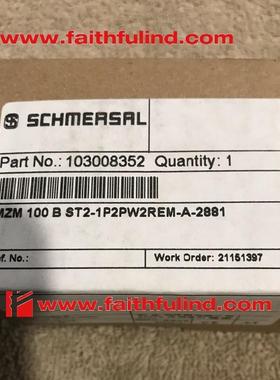 www.faithfulind.com
SCHMERSAL
Part No.: 103008352 Quantity: 1
MZM 100 B ST2-1P2PW2REM-A-2881
ef. No.:
Work Order: 21151397
www.faithfulind.com